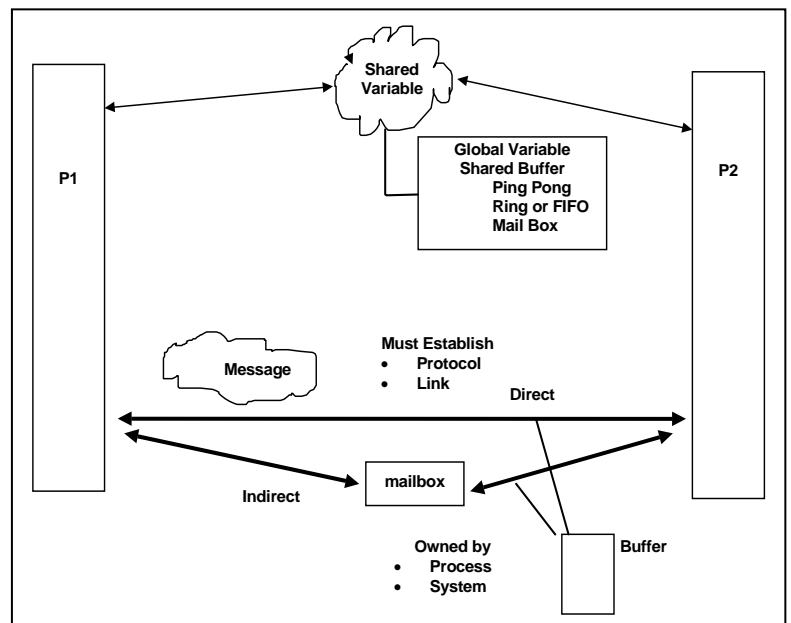 Shared
Variable
P1
P2
Global Variable
Shared Buffer
Ping Pong
Ring or FIFO
Mail Box
Message
Must Establish
• Protocol
• Link
Direct
Indirect
mailbox
Owned by
• Process
• System
Buffer